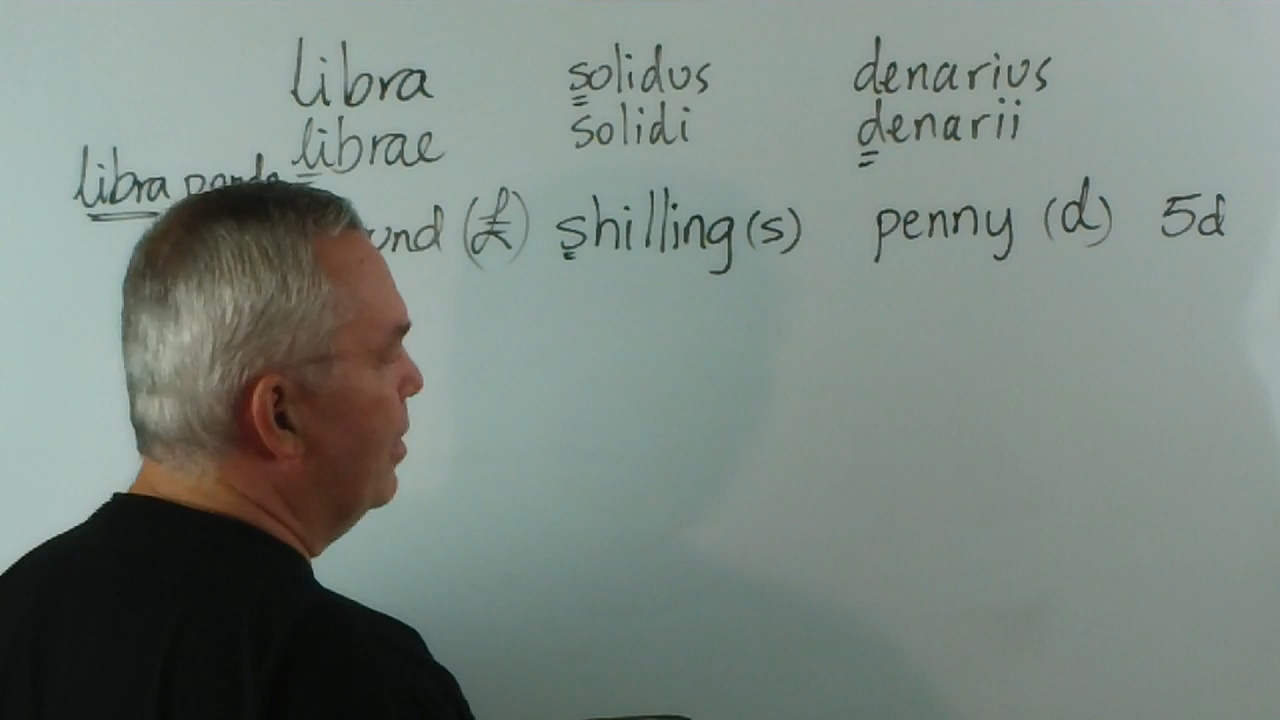 libra solidus denarius
librae solidi denarii
libra
(£) shilling (s) penny (d) 5d